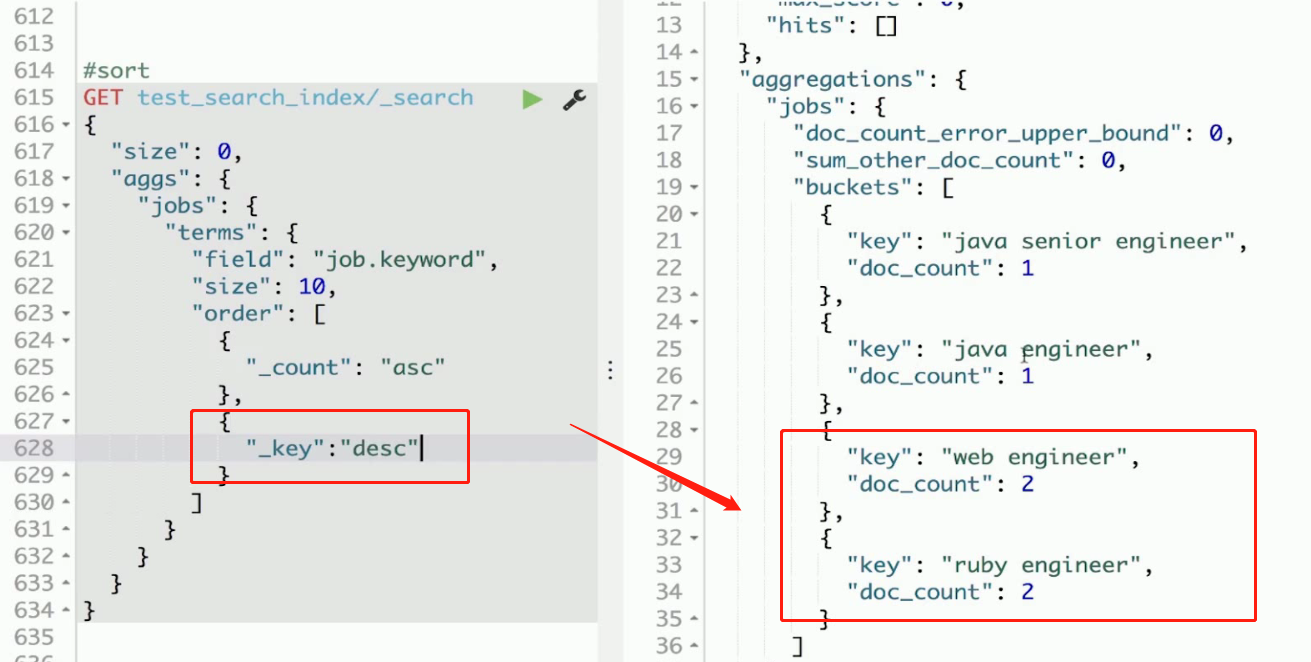 612
613
614 #sort
615 GET test_search_index/_search
616 {
617 "size": 0,
618 "aggs": {
619 "jobs": {
620 "terms": {
621 "field": "job.keyword",
622 "size": 10,
623 "order": [
624 {
625 "_count": "asc"
626 },
627 {
628 "_key":"desc"
629 }
630 ]
631 }
632 }
633 }
634 }
635
12 "max_score": 0,
13 "hits": []
14 },
15 "aggregations": {
16 "jobs": {
17 "doc_count_error_upper_bound": 0,
18 "sum_other_doc_count": 0,
19 "buckets": [
20 {
21 "key": "java senior engineer",
22 "doc_count": 1
23 },
24 {
25 "key": "java engineer",
26 "doc_count": 1
27 },
28 {
29 "key": "web engineer",
30 "doc_count": 2
31 },
32 {
33 "key": "ruby engineer",
34 "doc_count": 2
35 }
36 ]